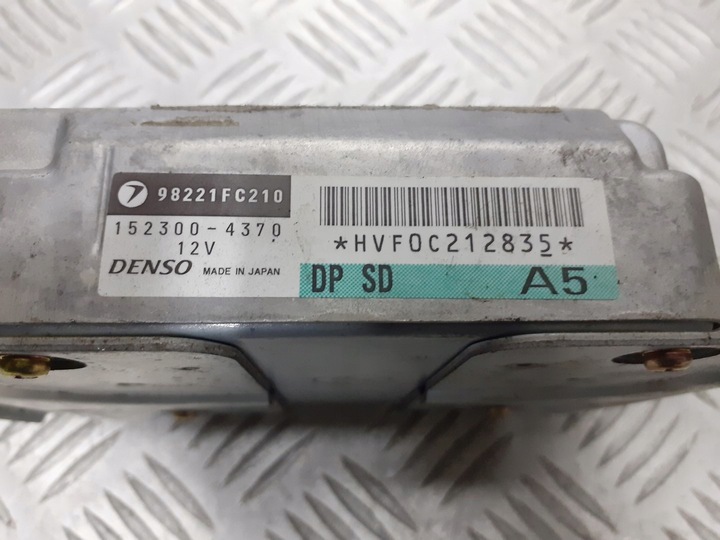 98221FC210
152300-4370
12V
DENSO MADE IN JAPAN
*HVF0C212835*
DP SD A5